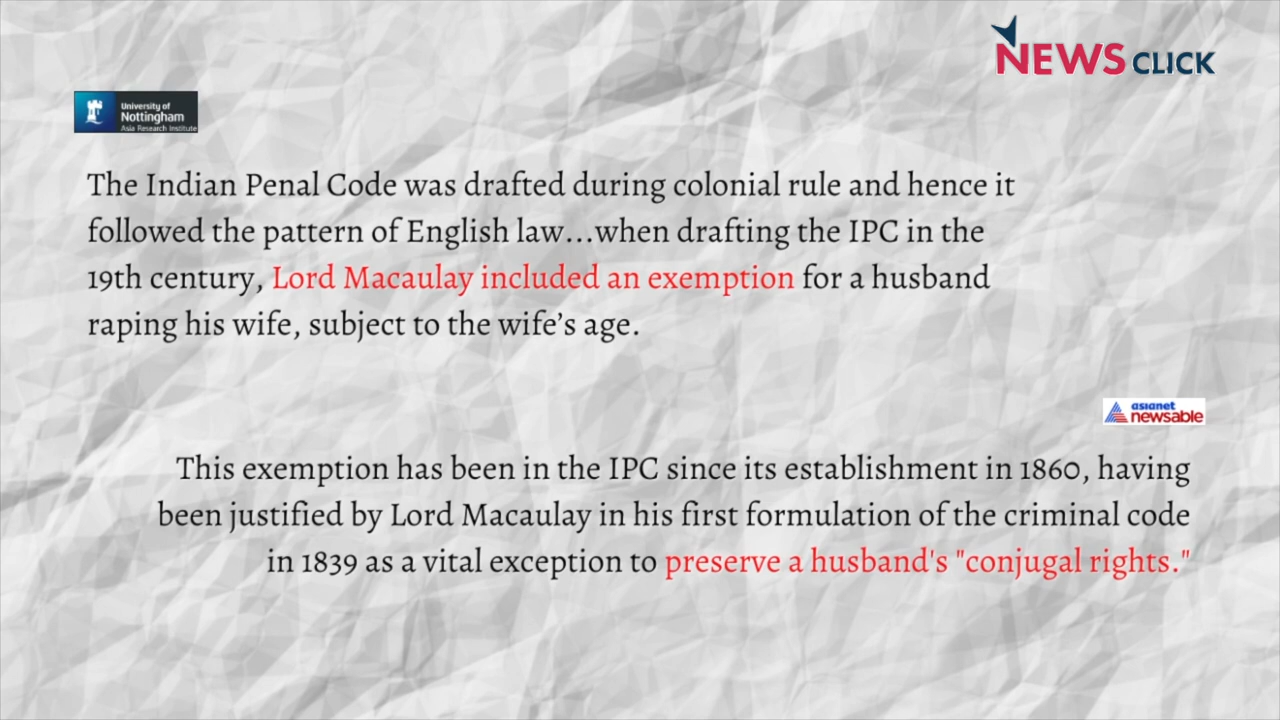 NEWS CLICK
University of
Nottingham
Asia Research Institute
The Indian Penal Code was drafted during colonial rule and hence it
followed the pattern of English law...when drafting the IPC in the
19th century, Lord Macaulay included an exemption for a husband
raping his wife, subject to the wife’s age.
asianet
newsable
This exemption has been in the IPC since its establishment in 1860, having
been justified by Lord Macaulay in his first formulation of the criminal code
in 1839 as a vital exception to preserve a husband's "conjugal rights."